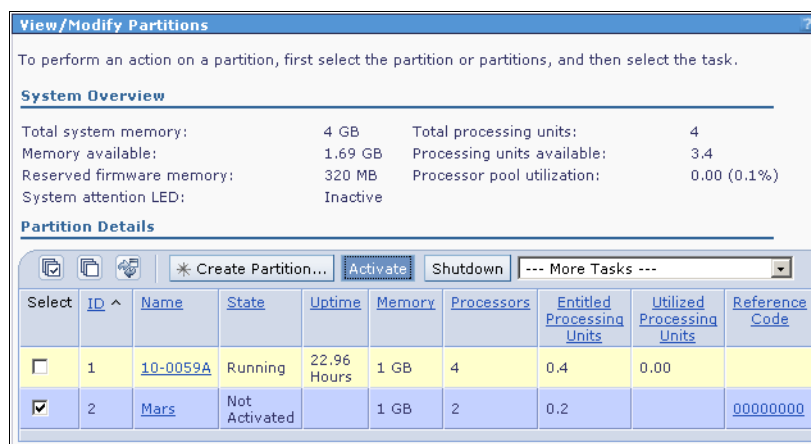 View/Modify Partitions ?
To perform an action on a partition, first select the partition or partitions, and then select the task.
System Overview
Total system memory: 4 GB Total processing units: 4
Memory available: 1.69 GB Processing units available: 3.4
Reserved firmware memory: 320 MB Processor pool utilization: 0.00 (0.1%)
System attention LED: Inactive
Partition Details
Create Partition... Activate Shutdown --- More Tasks ---
Select ID ^ Name State Uptime Memory Processors Entitled Processing Units Utilized Processing Units Reference Code
1 10-0059A Running 22.96 Hours 1 GB 4 0.4 0.00
2 Mars Not Activated 1 GB 2 0.2 00000000